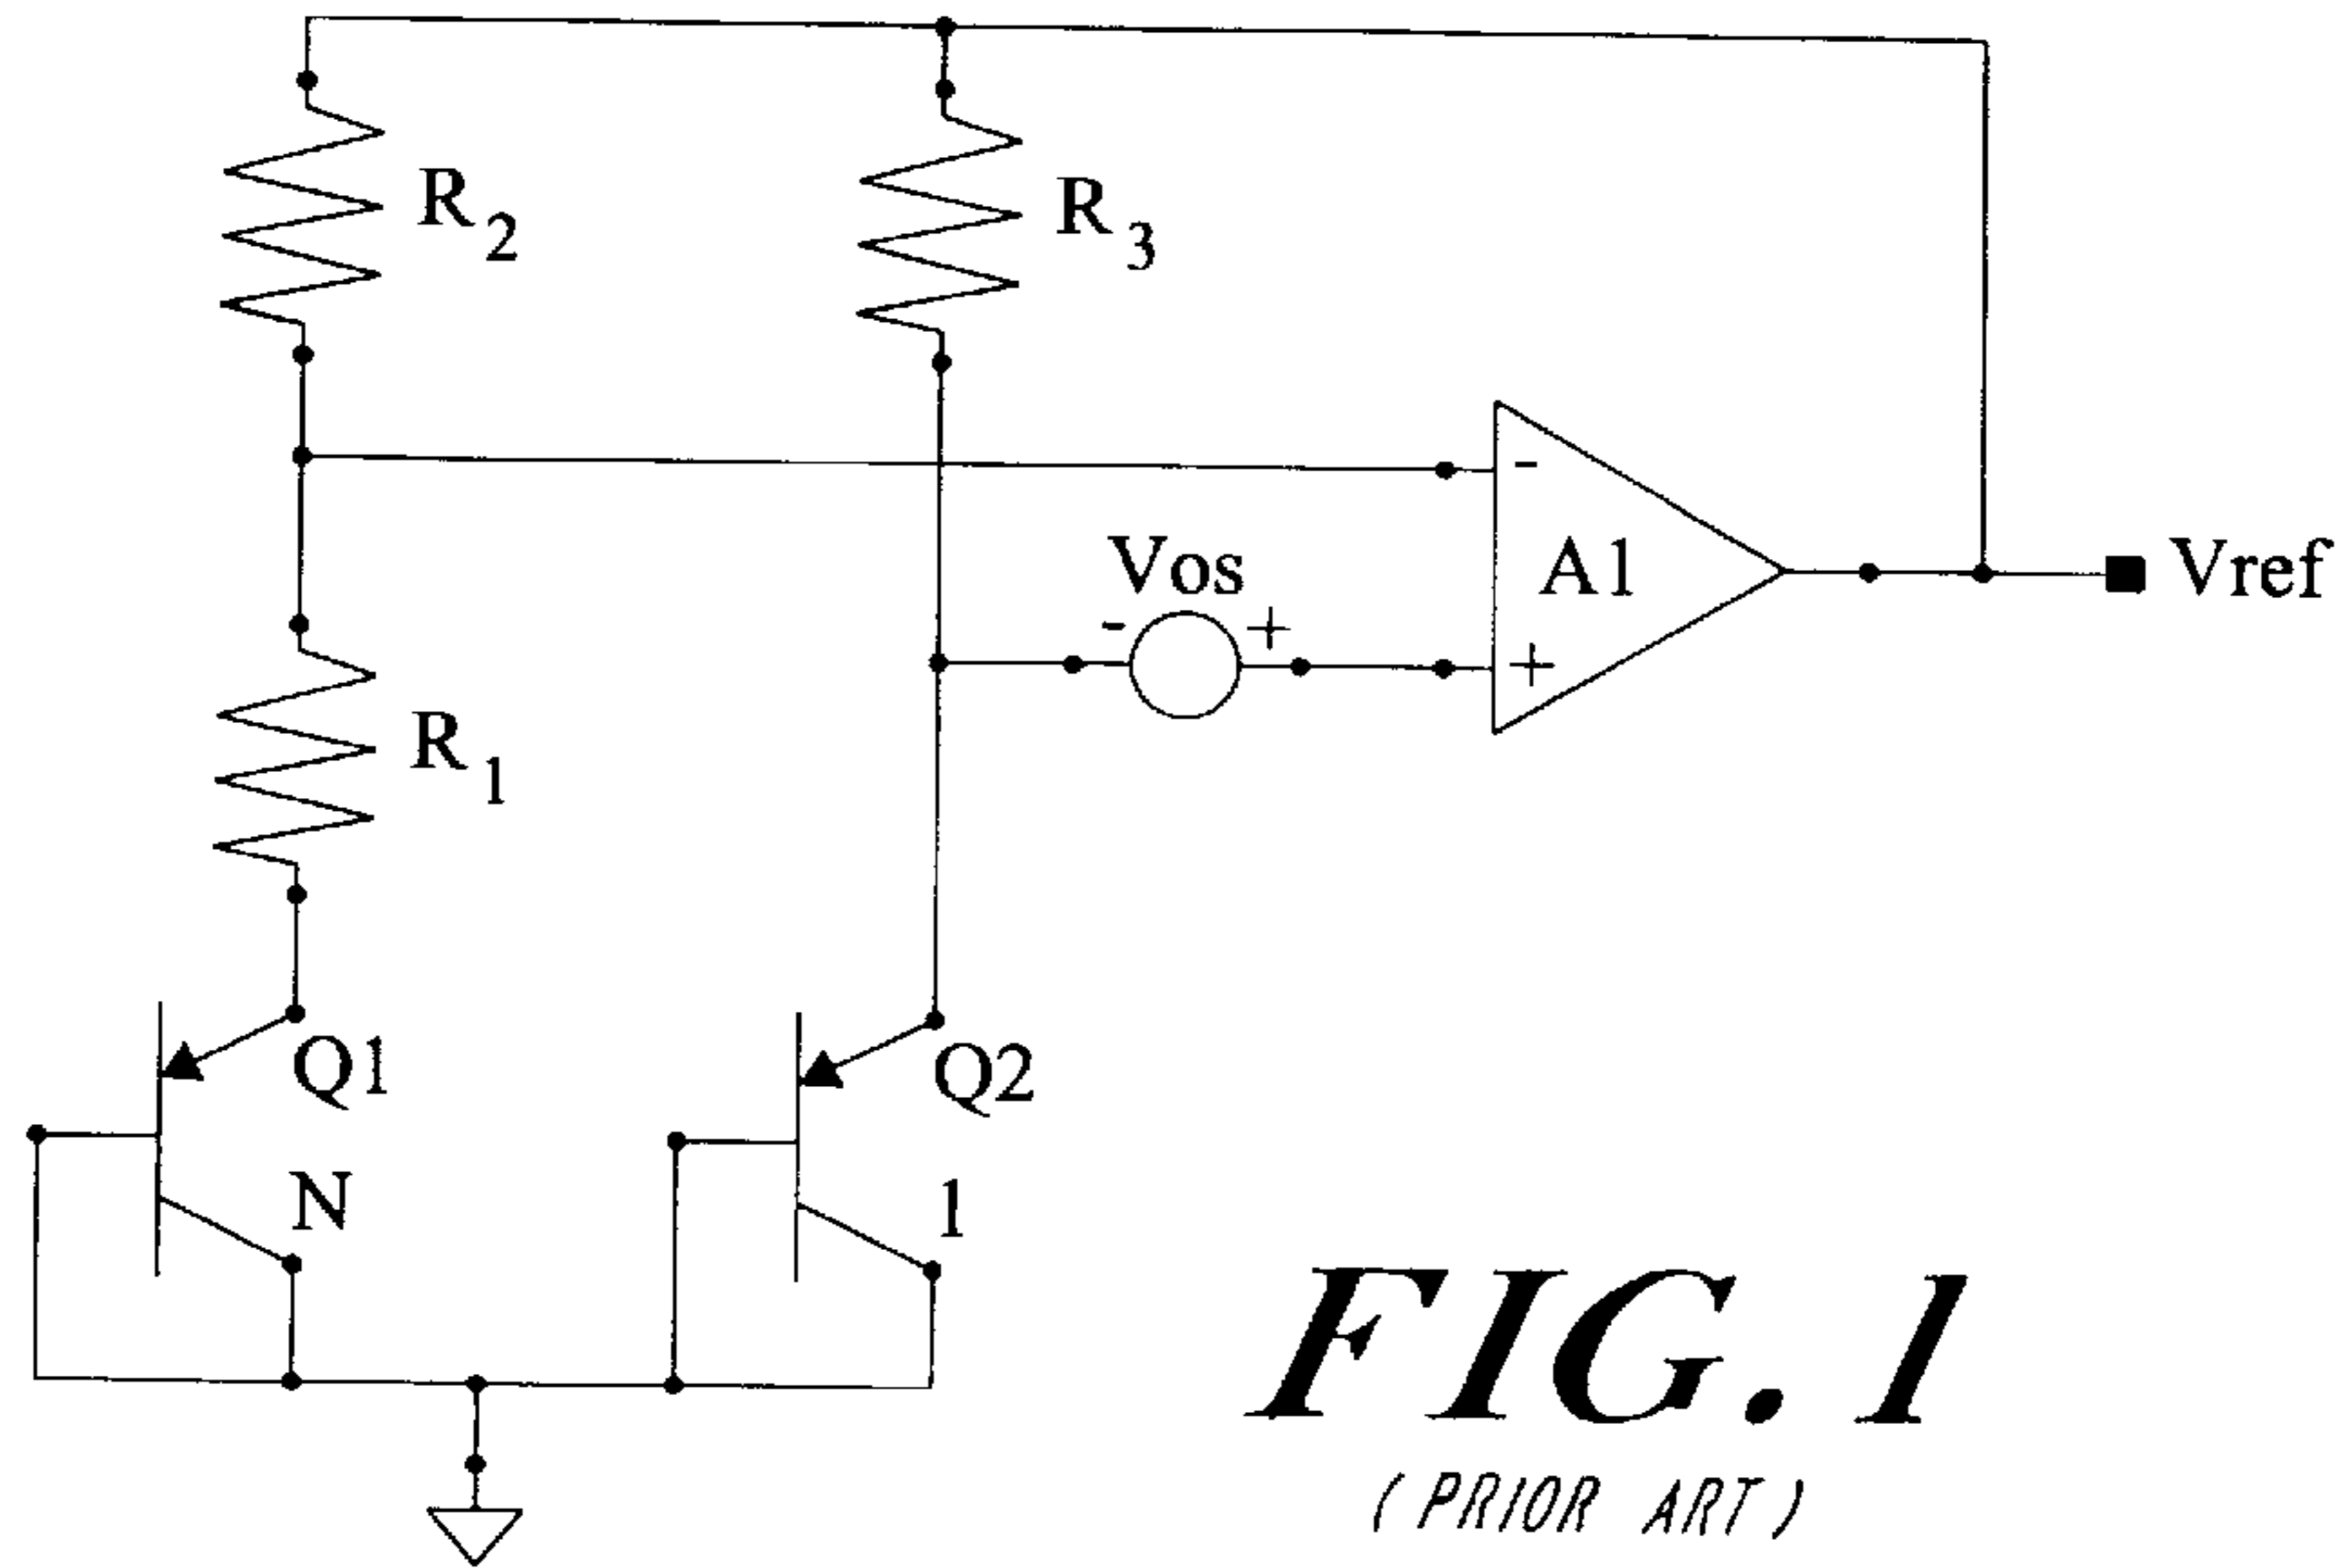 R2
R3
-
A1
Vref
Vos
- +
+
R1
Q1
Q2
N
1
FIG. 1
(PRIOR ART)